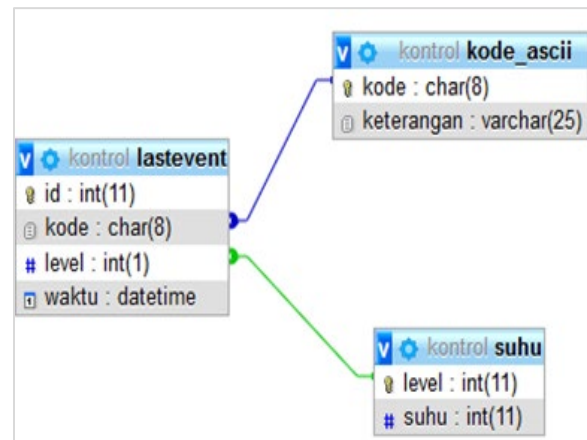 kontrol kode_ascii
kode : char(8)
keterangan : varchar(25)
kontrol lastevent
id : int(11)
kode : char(8)
# level : int(1)
waktu : datetime
kontrol suhu
level : int(11)
# suhu : int(11)